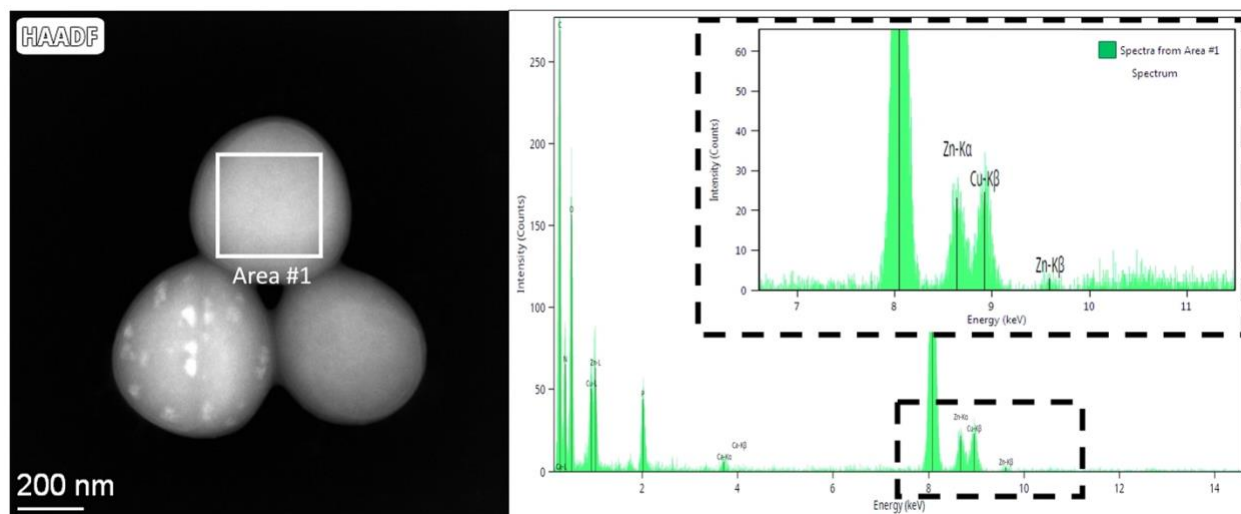 HAADF
Area #1
200 nm
Intensity (Counts)
250
200
150
100
50
0
C
O
N
Zn-L
Cu-L
Ca-L
P
Ca-Kα
Ca-Kβ
Zn-Kα
Cu-Kβ
Zn-Kβ
2
4
6
8
10
12
14
Energy (keV)
Intensity (Counts)
60
50
40
30
20
10
0
Spectra from Area #1
Spectrum
Zn-Kα
Cu-Kβ
Zn-Kβ
7
8
9
10
11
Energy (keV)